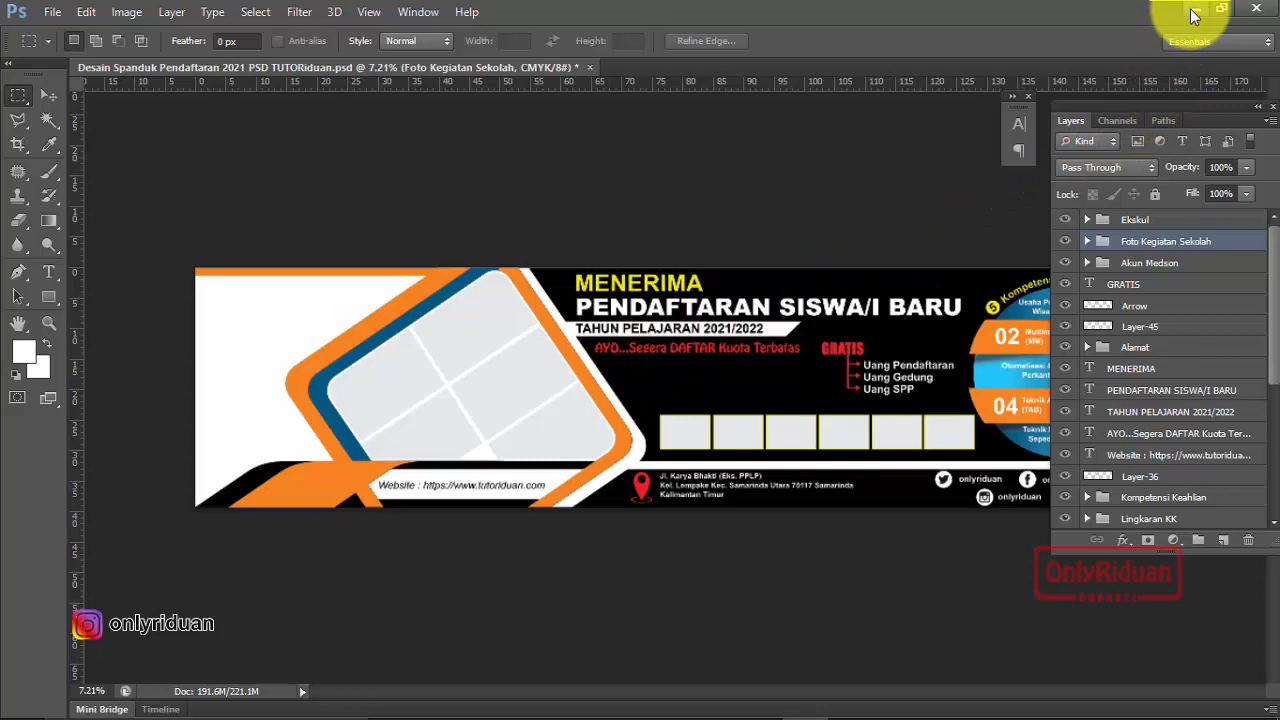 Ps File Edit Image Layer Type Select Filter 3D View Window Help
Feather: 0 px Anti-alias Style: Normal Width: Height: Refine Edge... Essentials
Desain Spanduk Pendaftaran 2021 PSD TUTORiduan.psd @ 7.21% (Foto Kegiatan Sekolah, CMYK/8#) * ×
MENERIMA
PENDAFTARAN SISWA/I BARU
TAHUN PELAJARAN 2021/2022
AYO...Segera DAFTAR Kuota Terbatas
GRATIS
Uang Pendaftaran
Uang Gedung
Uang SPP
5 Kompetensi
Usaha
02
04
Teknik
(TAB)
(MM)
Website : https://www.tutoriduan.com
Jl. Karya Bhakti (Eks. PPLP)
Kel. Lempake Kec. Samarinda Utara 75117 Samarinda
Kalimantan Timur
onlyriduan
onlyriduan
Layers Channels Paths
Kind
Pass Through Opacity: 100%
Lock: Fill: 100%
Ekskul
Foto Kegiatan Sekolah
Akun Medson
GRATIS
Arrow
Layer-45
Alamat
MENERIMA
PENDAFTARAN SISWA/I BARU
TAHUN PELAJARAN 2021/2022
AYO...Segera DAFTAR Kuota Ter...
Website : https://www.tutoridua...
Layer-36
Kompetensi Keahlian
Lingkaran KK
OnlyRiduan
onlyriduan
7.21% Doc: 191.6M/221.1M
Mini Bridge Timeline